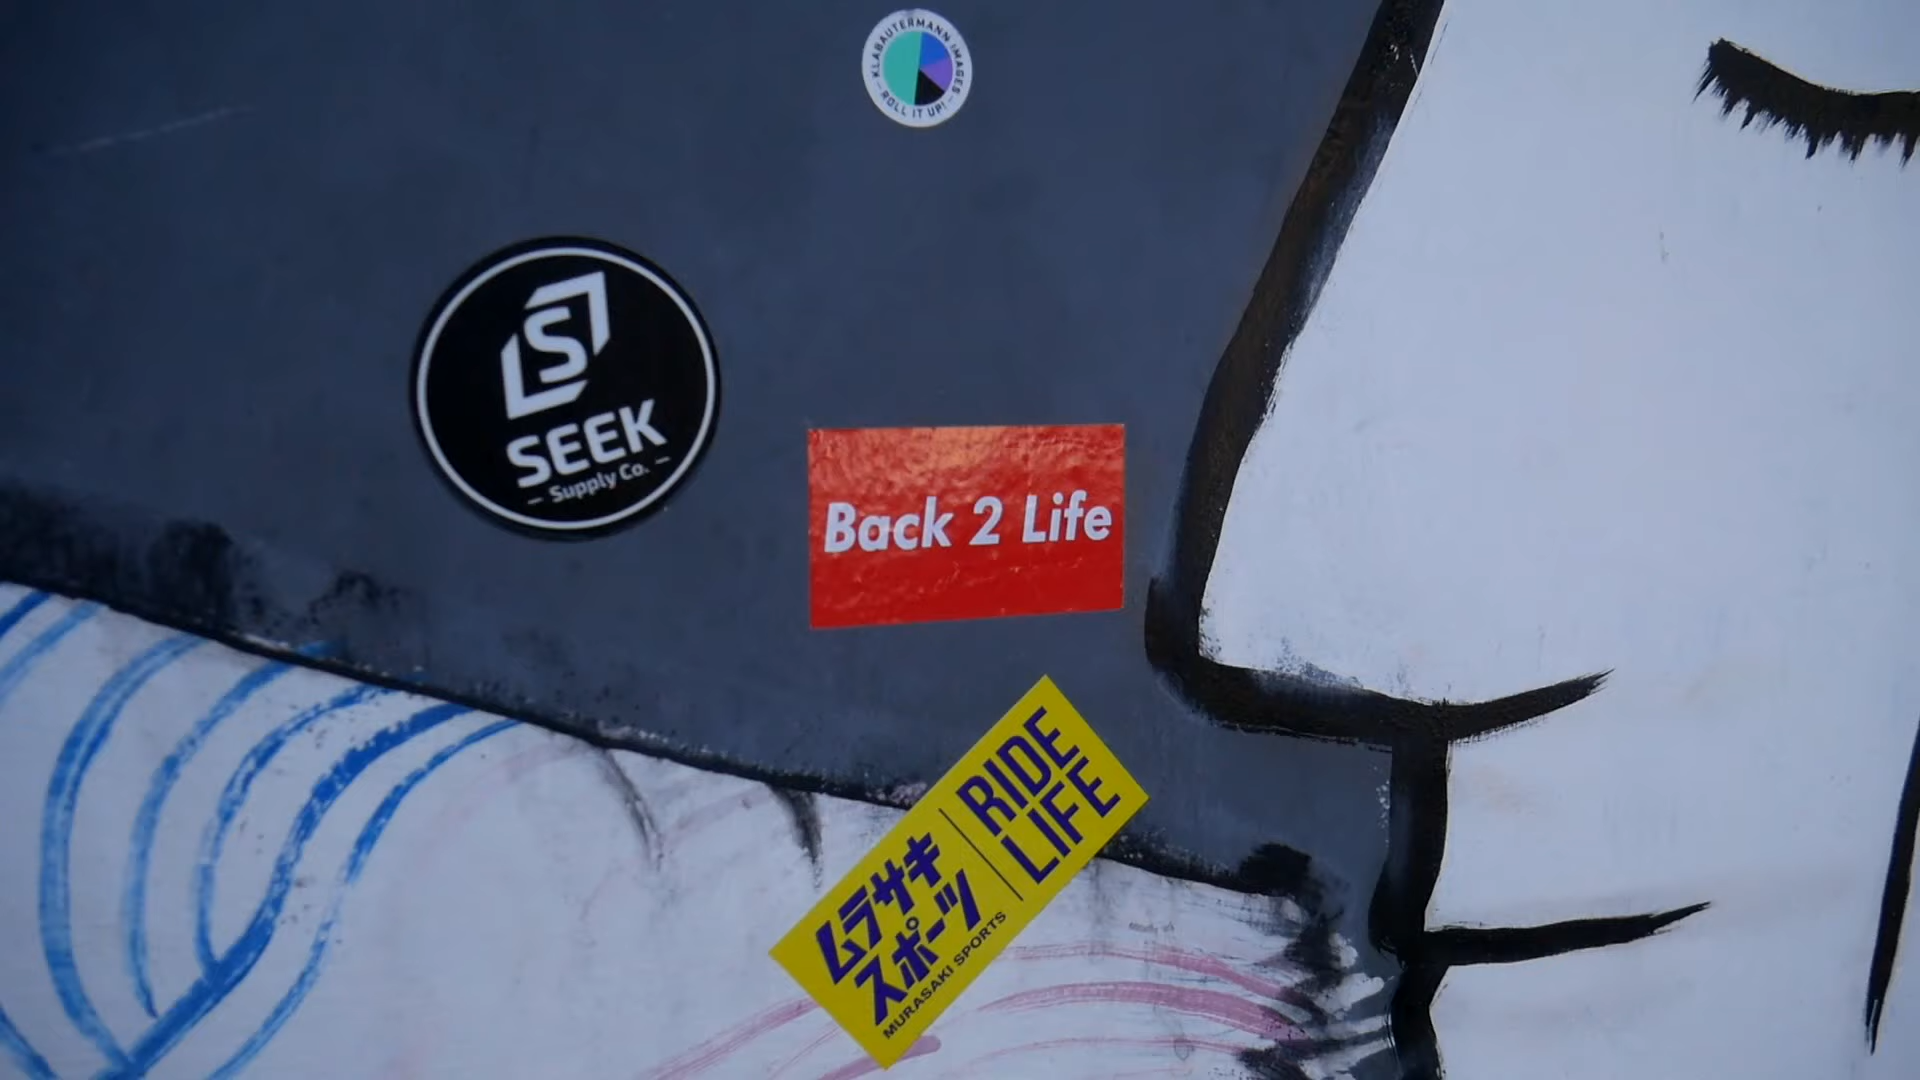 KLABAUTERMANN IMAGES
ROLL IT UP!
S
SEEK
Supply Co.
Back 2 Life
RIDE
LIFE
ムラサキ
スポーツ
MURASAKI SPORTS